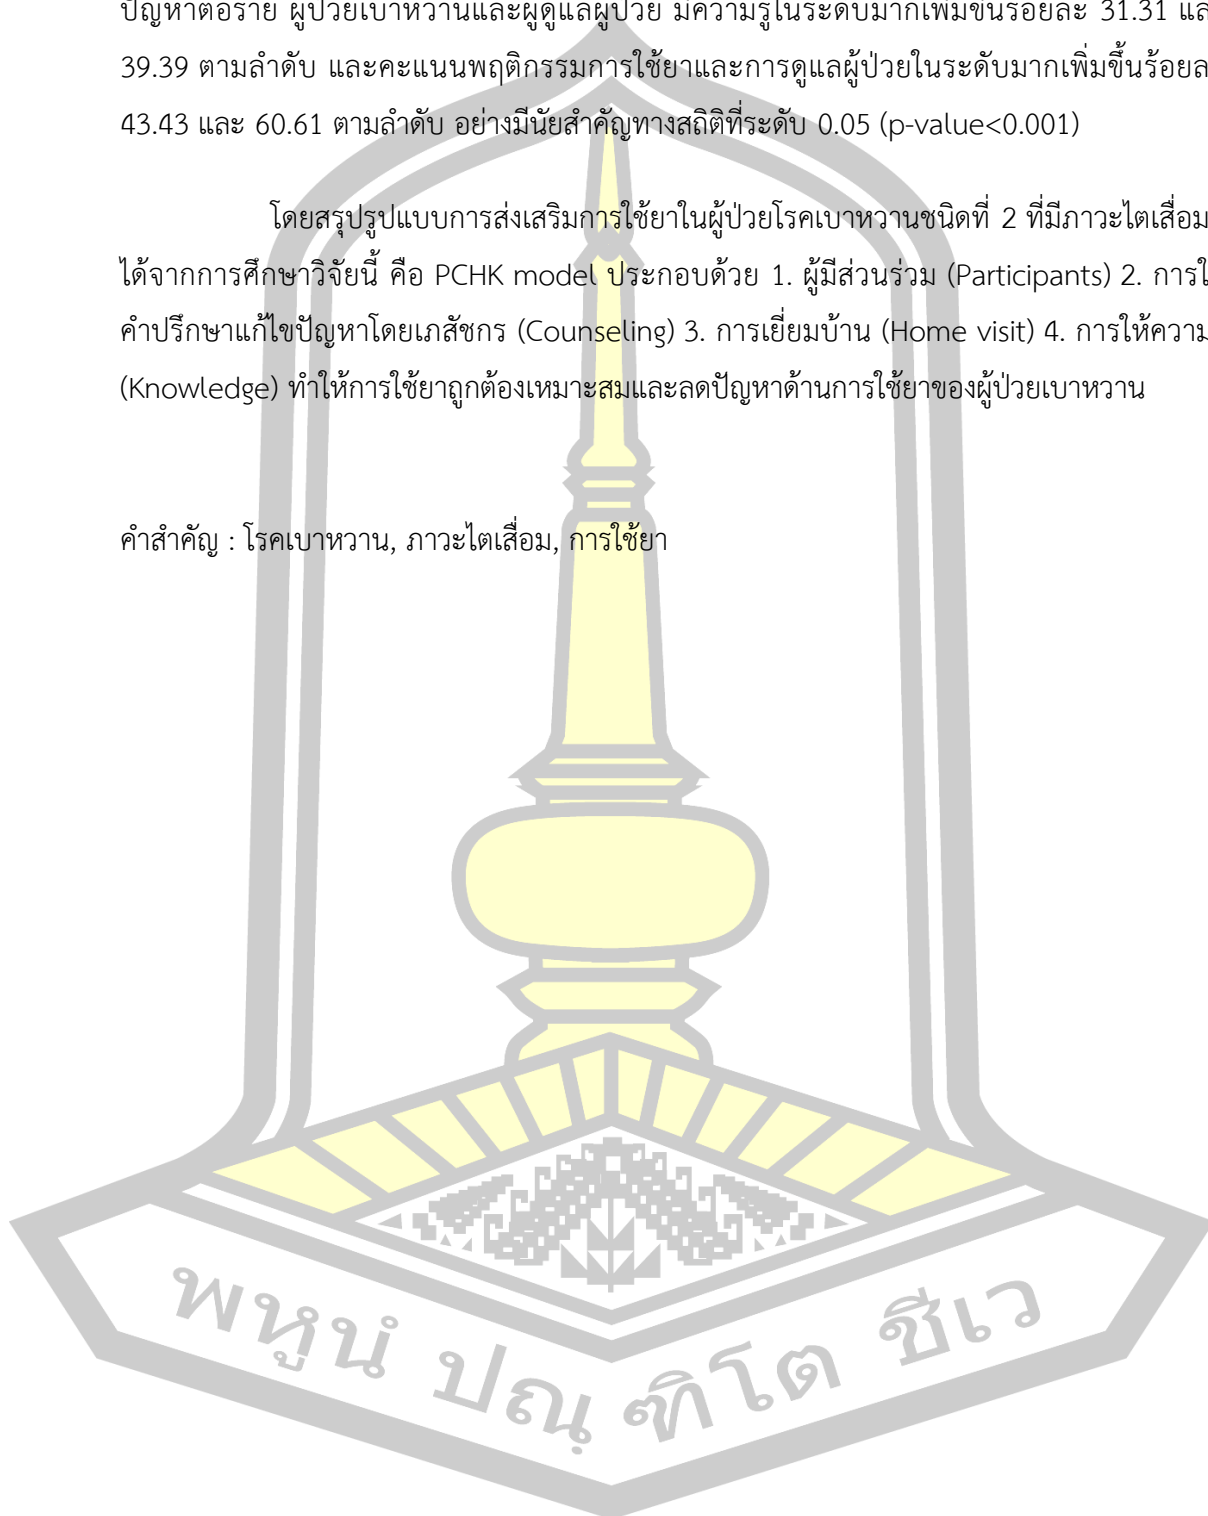 ปัญหาต่อราย ผู้ป่วยเบาหวานและผู้ดูแลผู้ป่วย มีความรู้ในระดับมากเพิ่มขึ้นร้อยละ 31.31 แล
39.39 ตามลำดับ และคะแนนพฤติกรรมการใช้ยาและการดูแลผู้ป่วยในระดับมากเพิ่มขึ้นร้อยล
43.43 และ 60.61 ตามลำดับ อย่างมีนัยสำคัญทางสถิติที่ระดับ 0.05 (p-value<0.001)
โดยสรุปรูปแบบการส่งเสริมการใช้ยาในผู้ป่วยโรคเบาหวานชนิดที่ 2 ที่มีภาวะไตเสื่อม
ได้จากการศึกษาวิจัยนี้ คือ PCHK model ประกอบด้วย 1. ผู้มีส่วนร่วม (Participants) 2. การใ
คำปรึกษาแก้ไขปัญหาโดยเภสัชกร (Counseling) 3. การเยี่ยมบ้าน (Home visit) 4. การให้ความ
(Knowledge) ทำให้การใช้ยาถูกต้องเหมาะสมและลดปัญหาด้านการใช้ยาของผู้ป่วยเบาหวาน
คำสำคัญ : โรคเบาหวาน, ภาวะไตเสื่อม, การใช้ยา
พหูนํ ปณฺฑิโต ชีเว